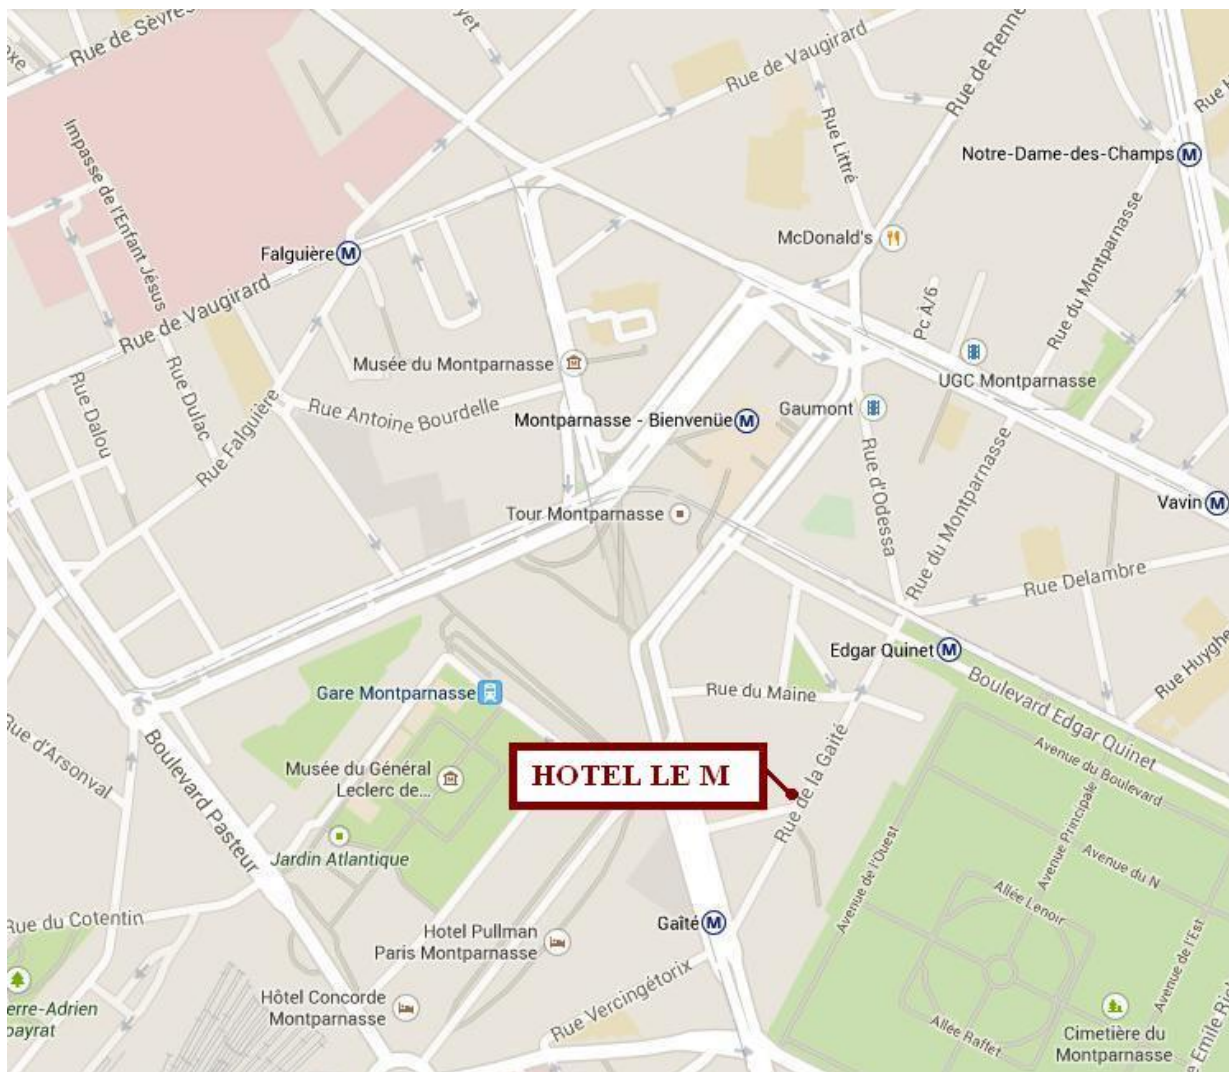 Rue de Sèvres
Rue de Vaugirard
Rue de Renne
Impasse de l'Enfant Jésus
Rue Littré
Notre-Dame-des-Champs
M
McDonald's
Falguière
M
Rue du Montparnasse
Rue de Vaugirard
Pc A/6
Musée du Montparnasse
UGC Montparnasse
Rue Dulac
Rue Dalou
Rue Antoine Bourdelle
Gaumont
Montparnasse - Bienvenüe
M
Rue Falguière
Rue d'Odessa
Rue du Montparnasse
Vavin
M
Tour Montparnasse
Rue Delambre
Edgar Quinet
M
Rue Huyghe
Gare Montparnasse
Rue du Maine
Boulevard Edgar Quinet
Rue d'Arsonval
Boulevard Pasteur
Musée du Général
Leclerc de...
HOTEL LE M
Rue de la Gaité
Avenue du Boulevard
Avenue Principale
Jardin Atlantique
Avenue de l'Ouest
Avenue du N
Allée Lenoir
Rue du Cotentin
Gaîté
M
Hotel Pullman
Paris Montparnasse
Avenue de l'Est
Rue Vercingétorix
Hôtel Concorde
Montparnasse
erre-Adrien
payrat
Allée Raffet
Cimetière du
Montparnasse